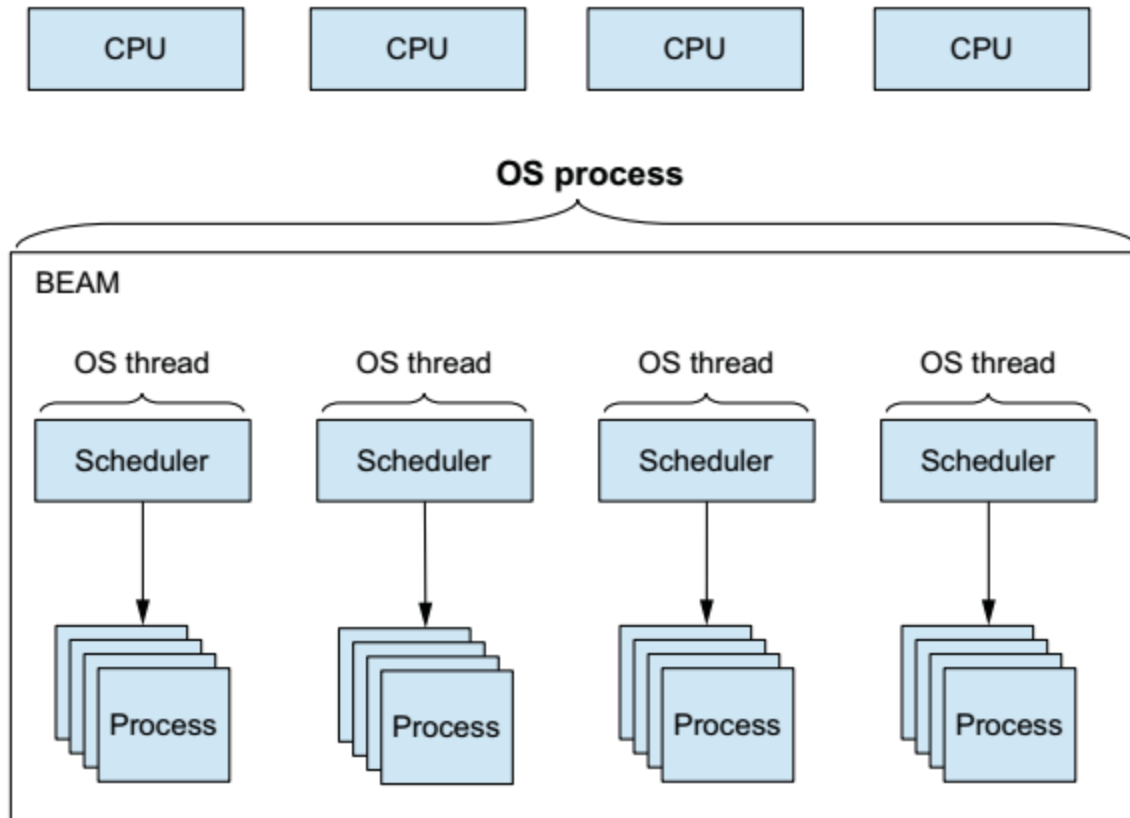 CPU CPU CPU CPU
OS process
BEAM
OS thread OS thread OS thread OS thread
Scheduler Scheduler Scheduler Scheduler
Process Process Process Process